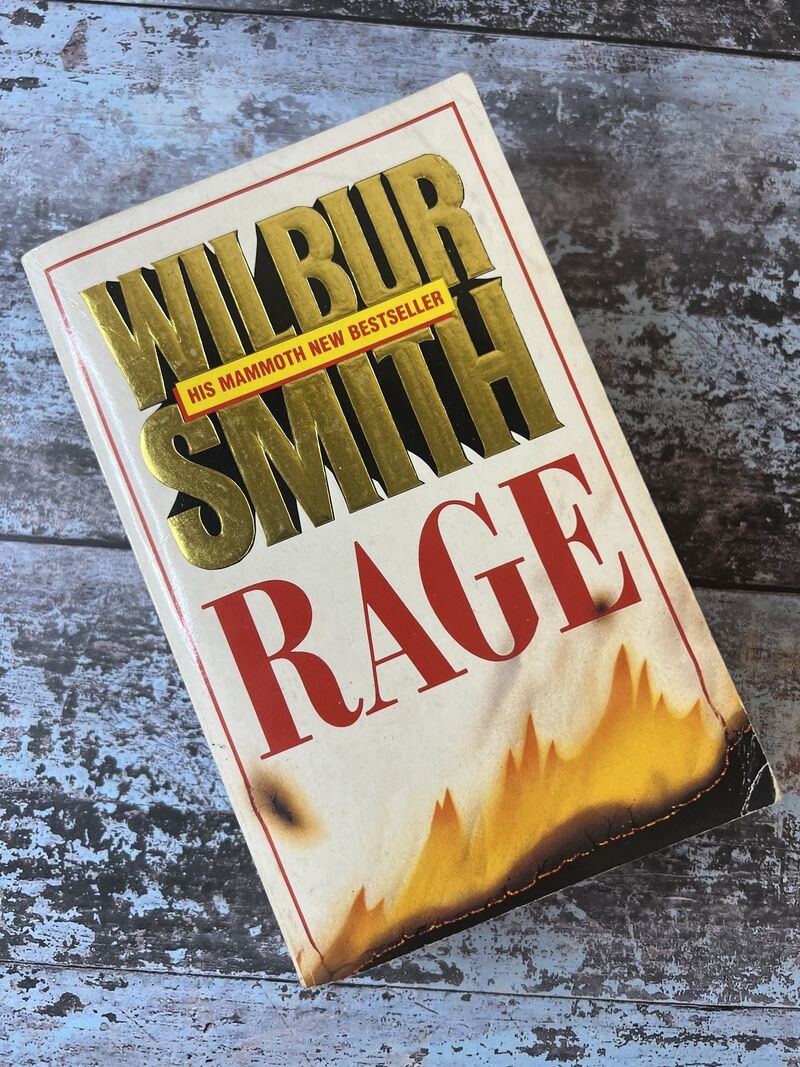 WILBUR
HIS MAMMOTH NEW BESTSELLER
SMITH
RAGE